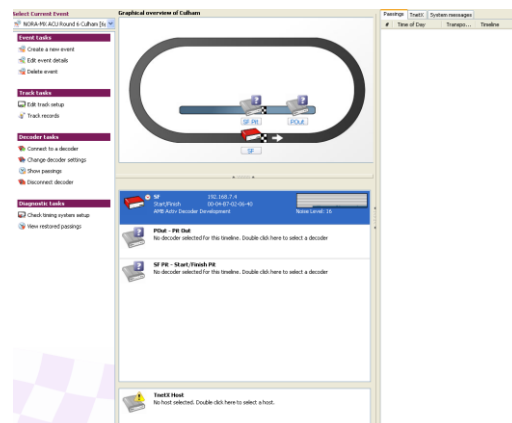 Select Current Event
NORA-MX ACU Round 6-Culham [Su
Event tasks
Create a new event
Edit event details
Delete event
Track tasks
Edit track setup
Track records
Decoder tasks
Connect to a decoder
Change decoder settings
Show passings
Disconnect decoder
Diagnostic tasks
Check timing system setup
View restored passings
Graphical overview of Culham
SF Pit
POut
SF
SF
192.168.7.4
Start/Finish
00-04-B7-02-06-40
AMB Activ Decoder Development
Noise Level: 16
POut - Pit Out
No decoder selected for this timeline. Double click here to select a decoder
SF Pit - Start/Finish Pit
No decoder selected for this timeline. Double click here to select a decoder
TnetX Host
No host selected. Double click here to select a host.
Passings
TnetX
System messages
#
Time of Day
Transpo...
Timeline